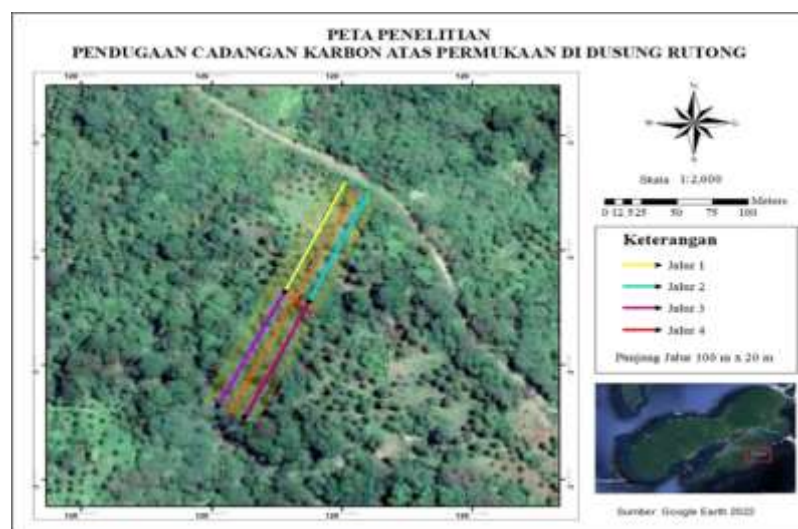 PETA PENELITIAN
PENDUGAAN CADANGAN KARBON ATAS PERMUKAAN DI DUSUNG RUTONG
Skala 1:2,000
Meters
0 12.5 25 50 75 100
Keterangan
Jalur 1
Jalur 2
Jalur 3
Jalur 4
Panjang Jalur 100 m x 20 m
Sumber: Google Earth 2022